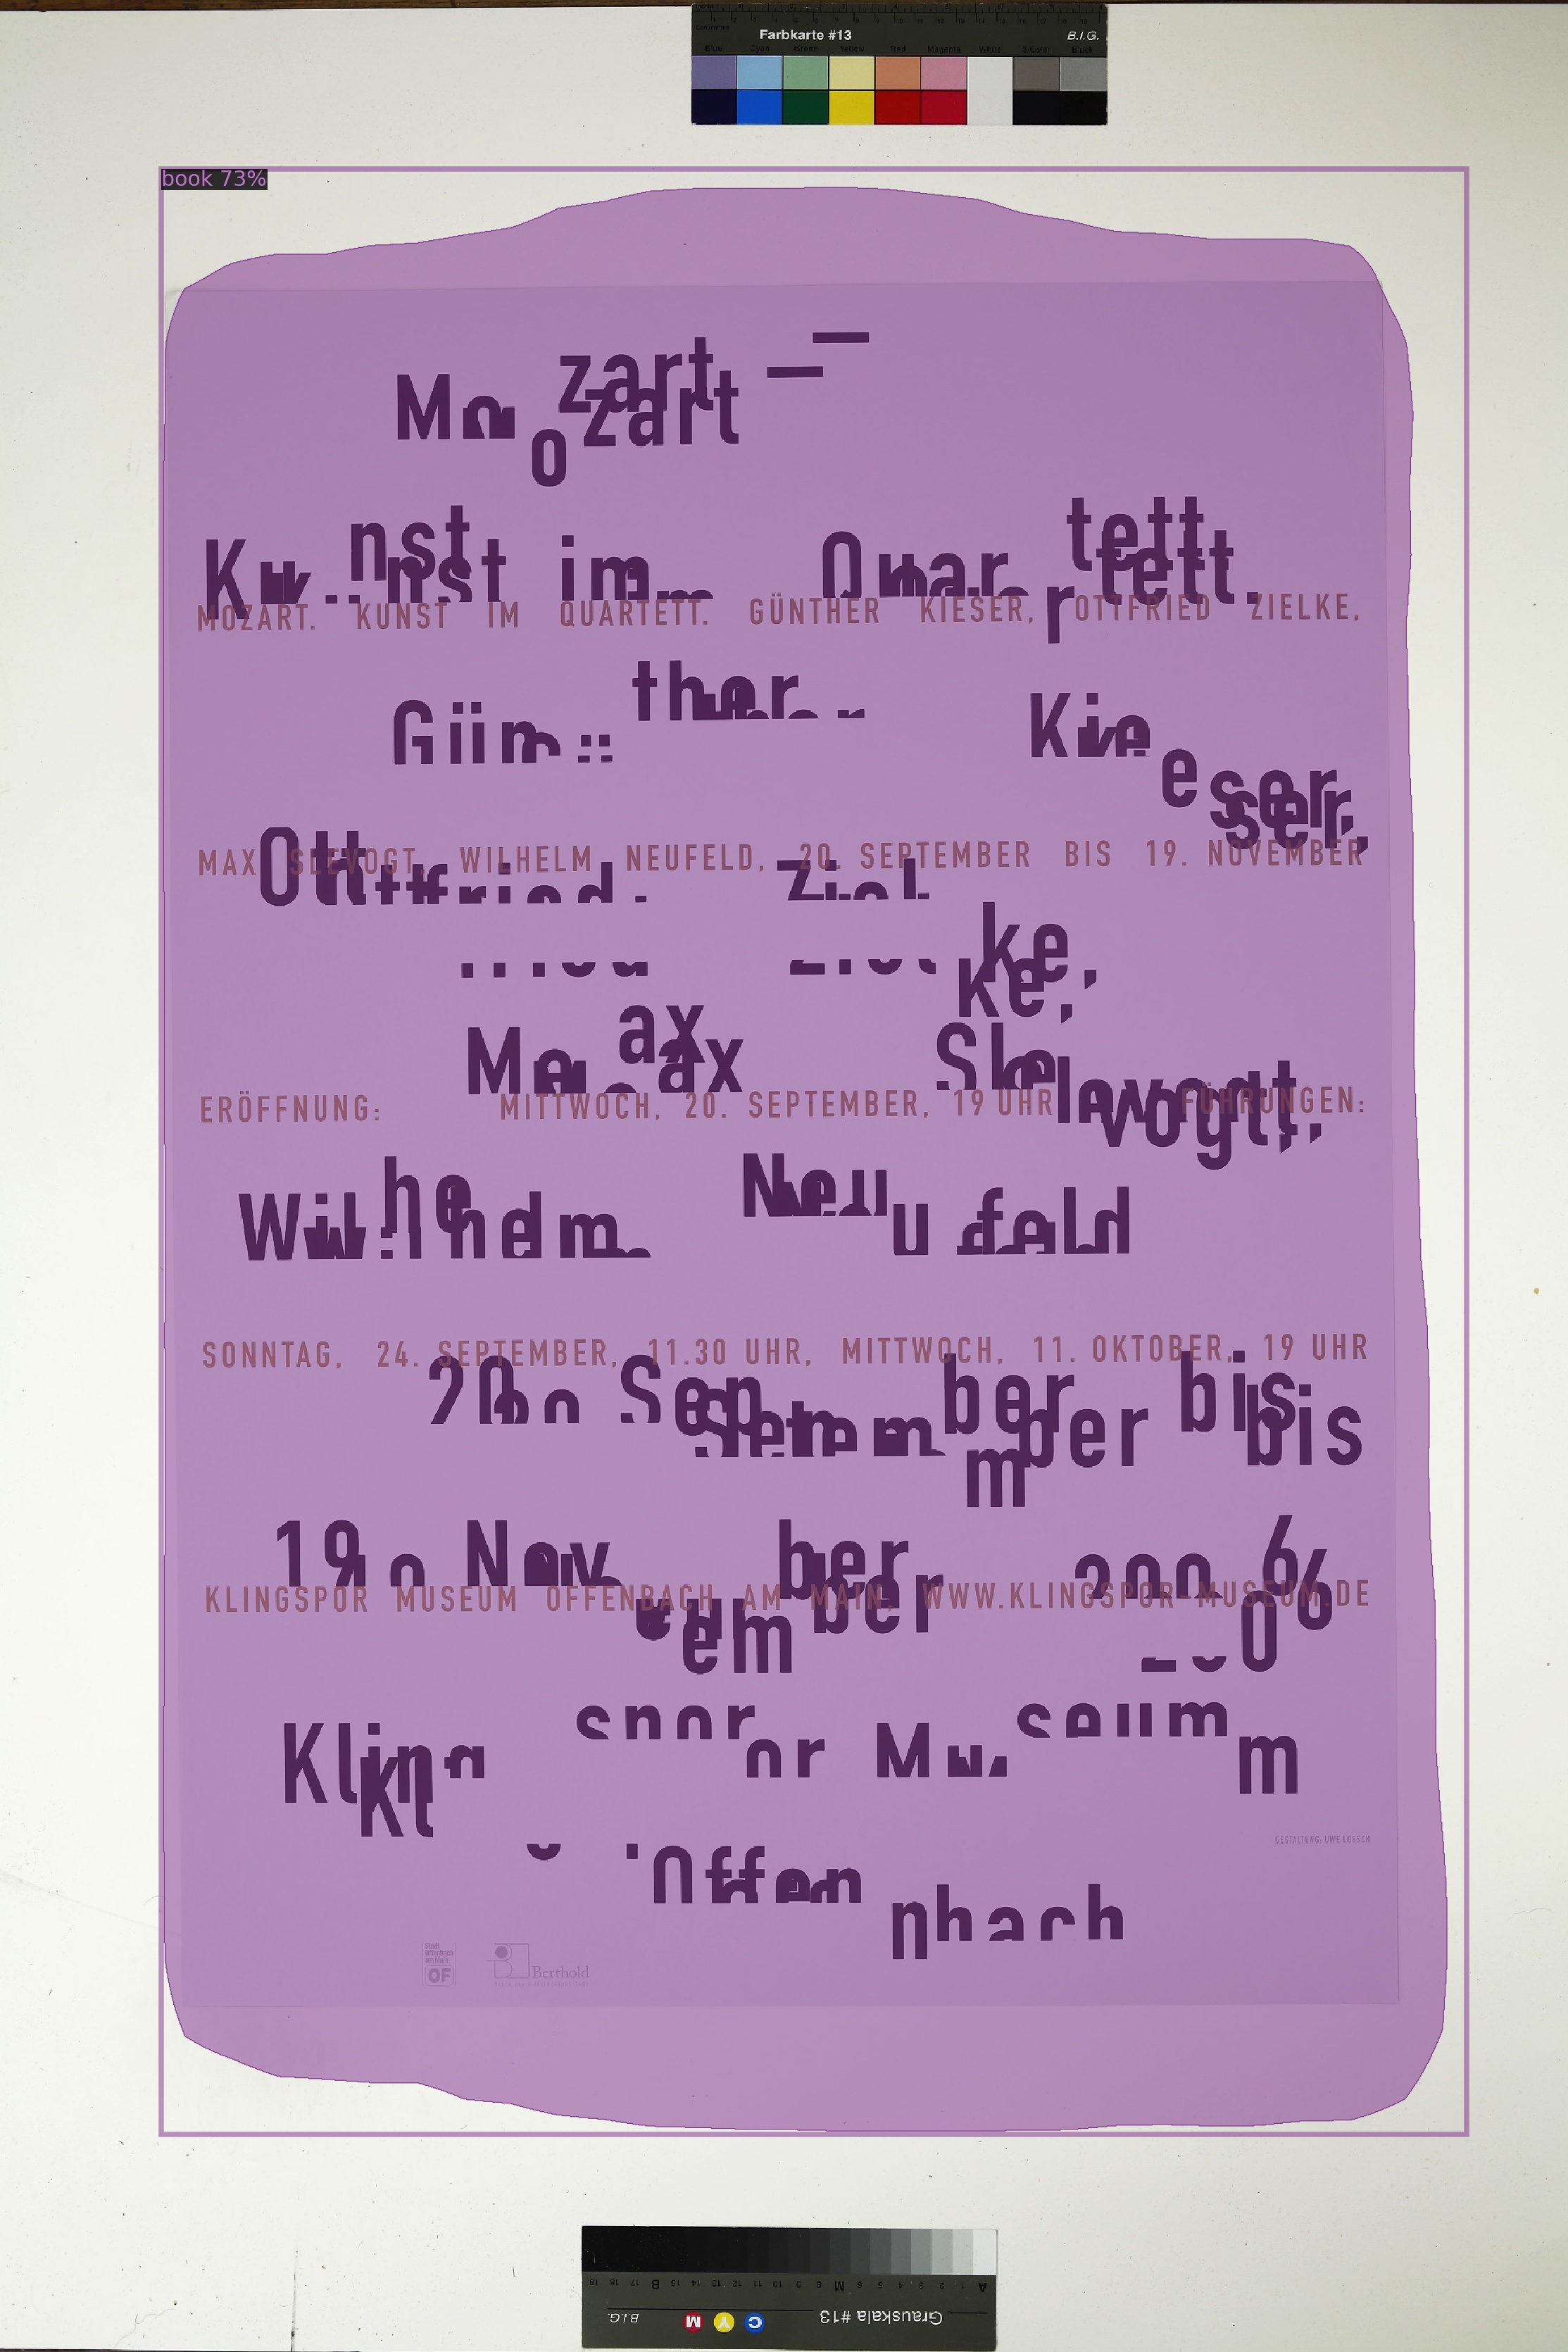 Farbkarte #13 B.I.G.
Blue Cyan Green Yellow Red Magenta White 3/Color Black
book 73%
Mozart –
Kunst im Quartett.
MOZART. KUNST IM QUARTETT. GÜNTHER KIESER, OTTFRIED ZIELKE,
Günther Kieser,
MAX SLEVOGT, WILHELM NEUFELD, 20. SEPTEMBER BIS 19. NOVEMBER
Ottfried Zielke,
Max Slevogt,
ERÖFFNUNG: MITTWOCH, 20. SEPTEMBER, 19 UHR FÜHRUNGEN:
Wilhelm Neufeld
SONNTAG, 24. SEPTEMBER, 11.30 UHR, MITTWOCH, 11. OKTOBER, 19 UHR
20. September bis
19. November 2006
KLINGSPOR MUSEUM OFFENBACH AM MAIN, WWW.KLINGSPOR-MUSEUM.DE
Klingspor Museum
GESTALTUNG: UWE LOESCH
Offenbach
OF
Berthold
Grauskala #13 C Y M B.I.G.